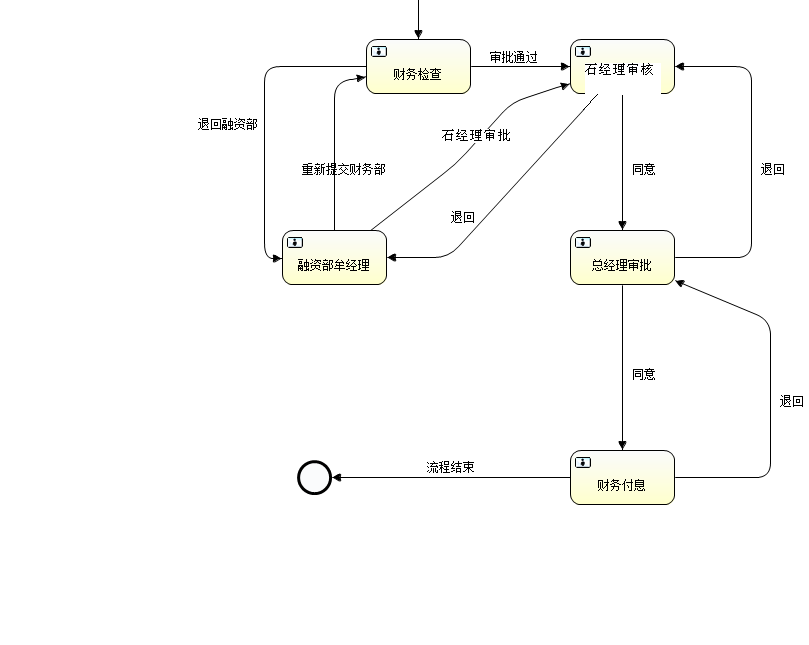 审批通过
财务检查
石经理审核
退回融资部
石经理审批
重新提交财务部
同意
退回
退回
融资部牟经理
总经理审批
同意
退回
流程结束
财务付息